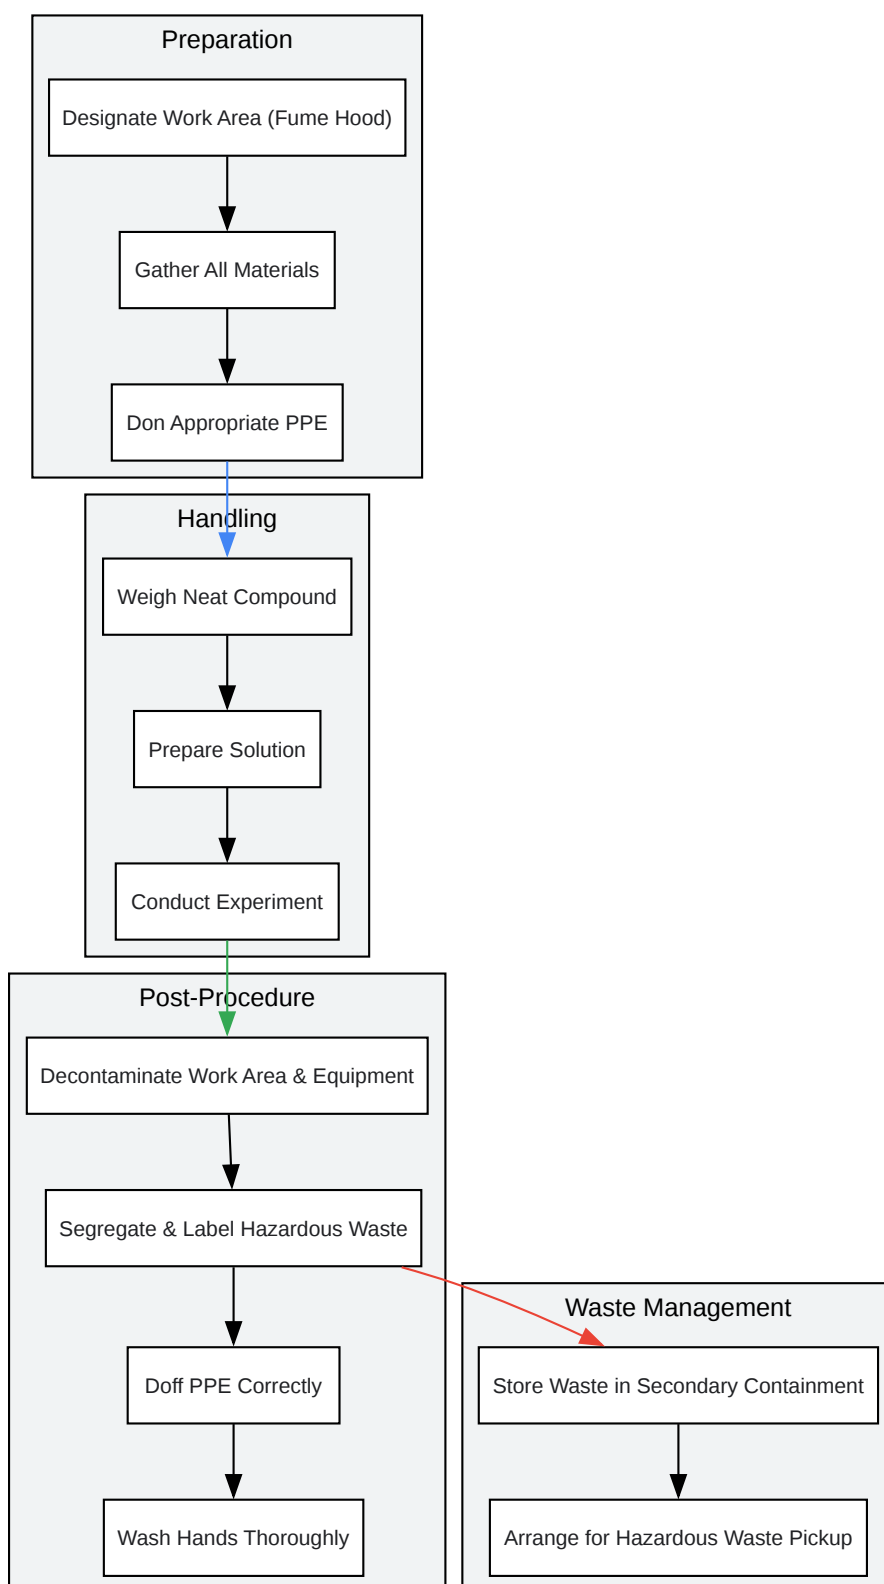 Preparation
Designate Work Area (Fume Hood)
Gather All Materials
Don Appropriate PPE
Handling
Weigh Neat Compound
Prepare Solution
Conduct Experiment
Post-Procedure
Decontaminate Work Area & Equipment
Segregate & Label Hazardous Waste
Doff PPE Correctly
Wash Hands Thoroughly
Waste Management
Store Waste in Secondary Containment
Arrange for Hazardous Waste Pickup